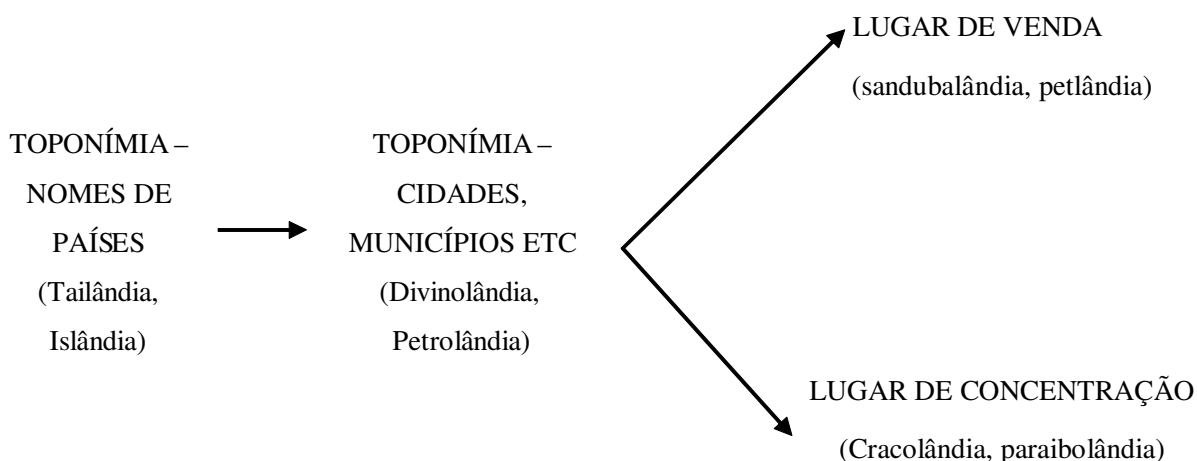 TOPONÍMIA –
NOMES DE
PAÍSES
(Tailândia,
Islândia)
TOPONÍMIA –
CIDADES,
MUNICÍPIOS ETC
(Divinolândia,
Petrolândia)
LUGAR DE VENDA
(sandubalândia, petlândia)
LUGAR DE CONCENTRAÇÃO
(Cracolândia, paraibolândia)